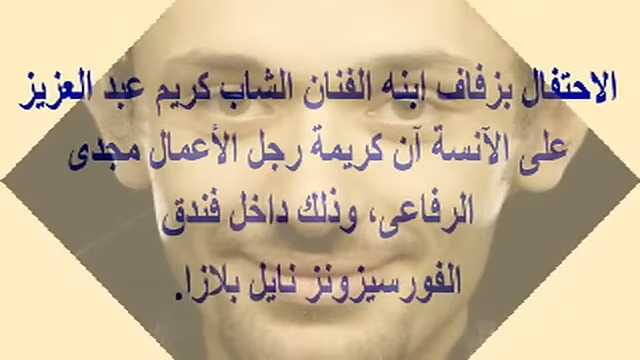 الاحتفال بزفاف ابنه الفنان الشاب كريم عبد العزيز
على الآنسة آن كريمة رجل الأعمال مجدى
الرفاعى، وذلك داخل فندق
الفورسيزونز نايل بلازا.